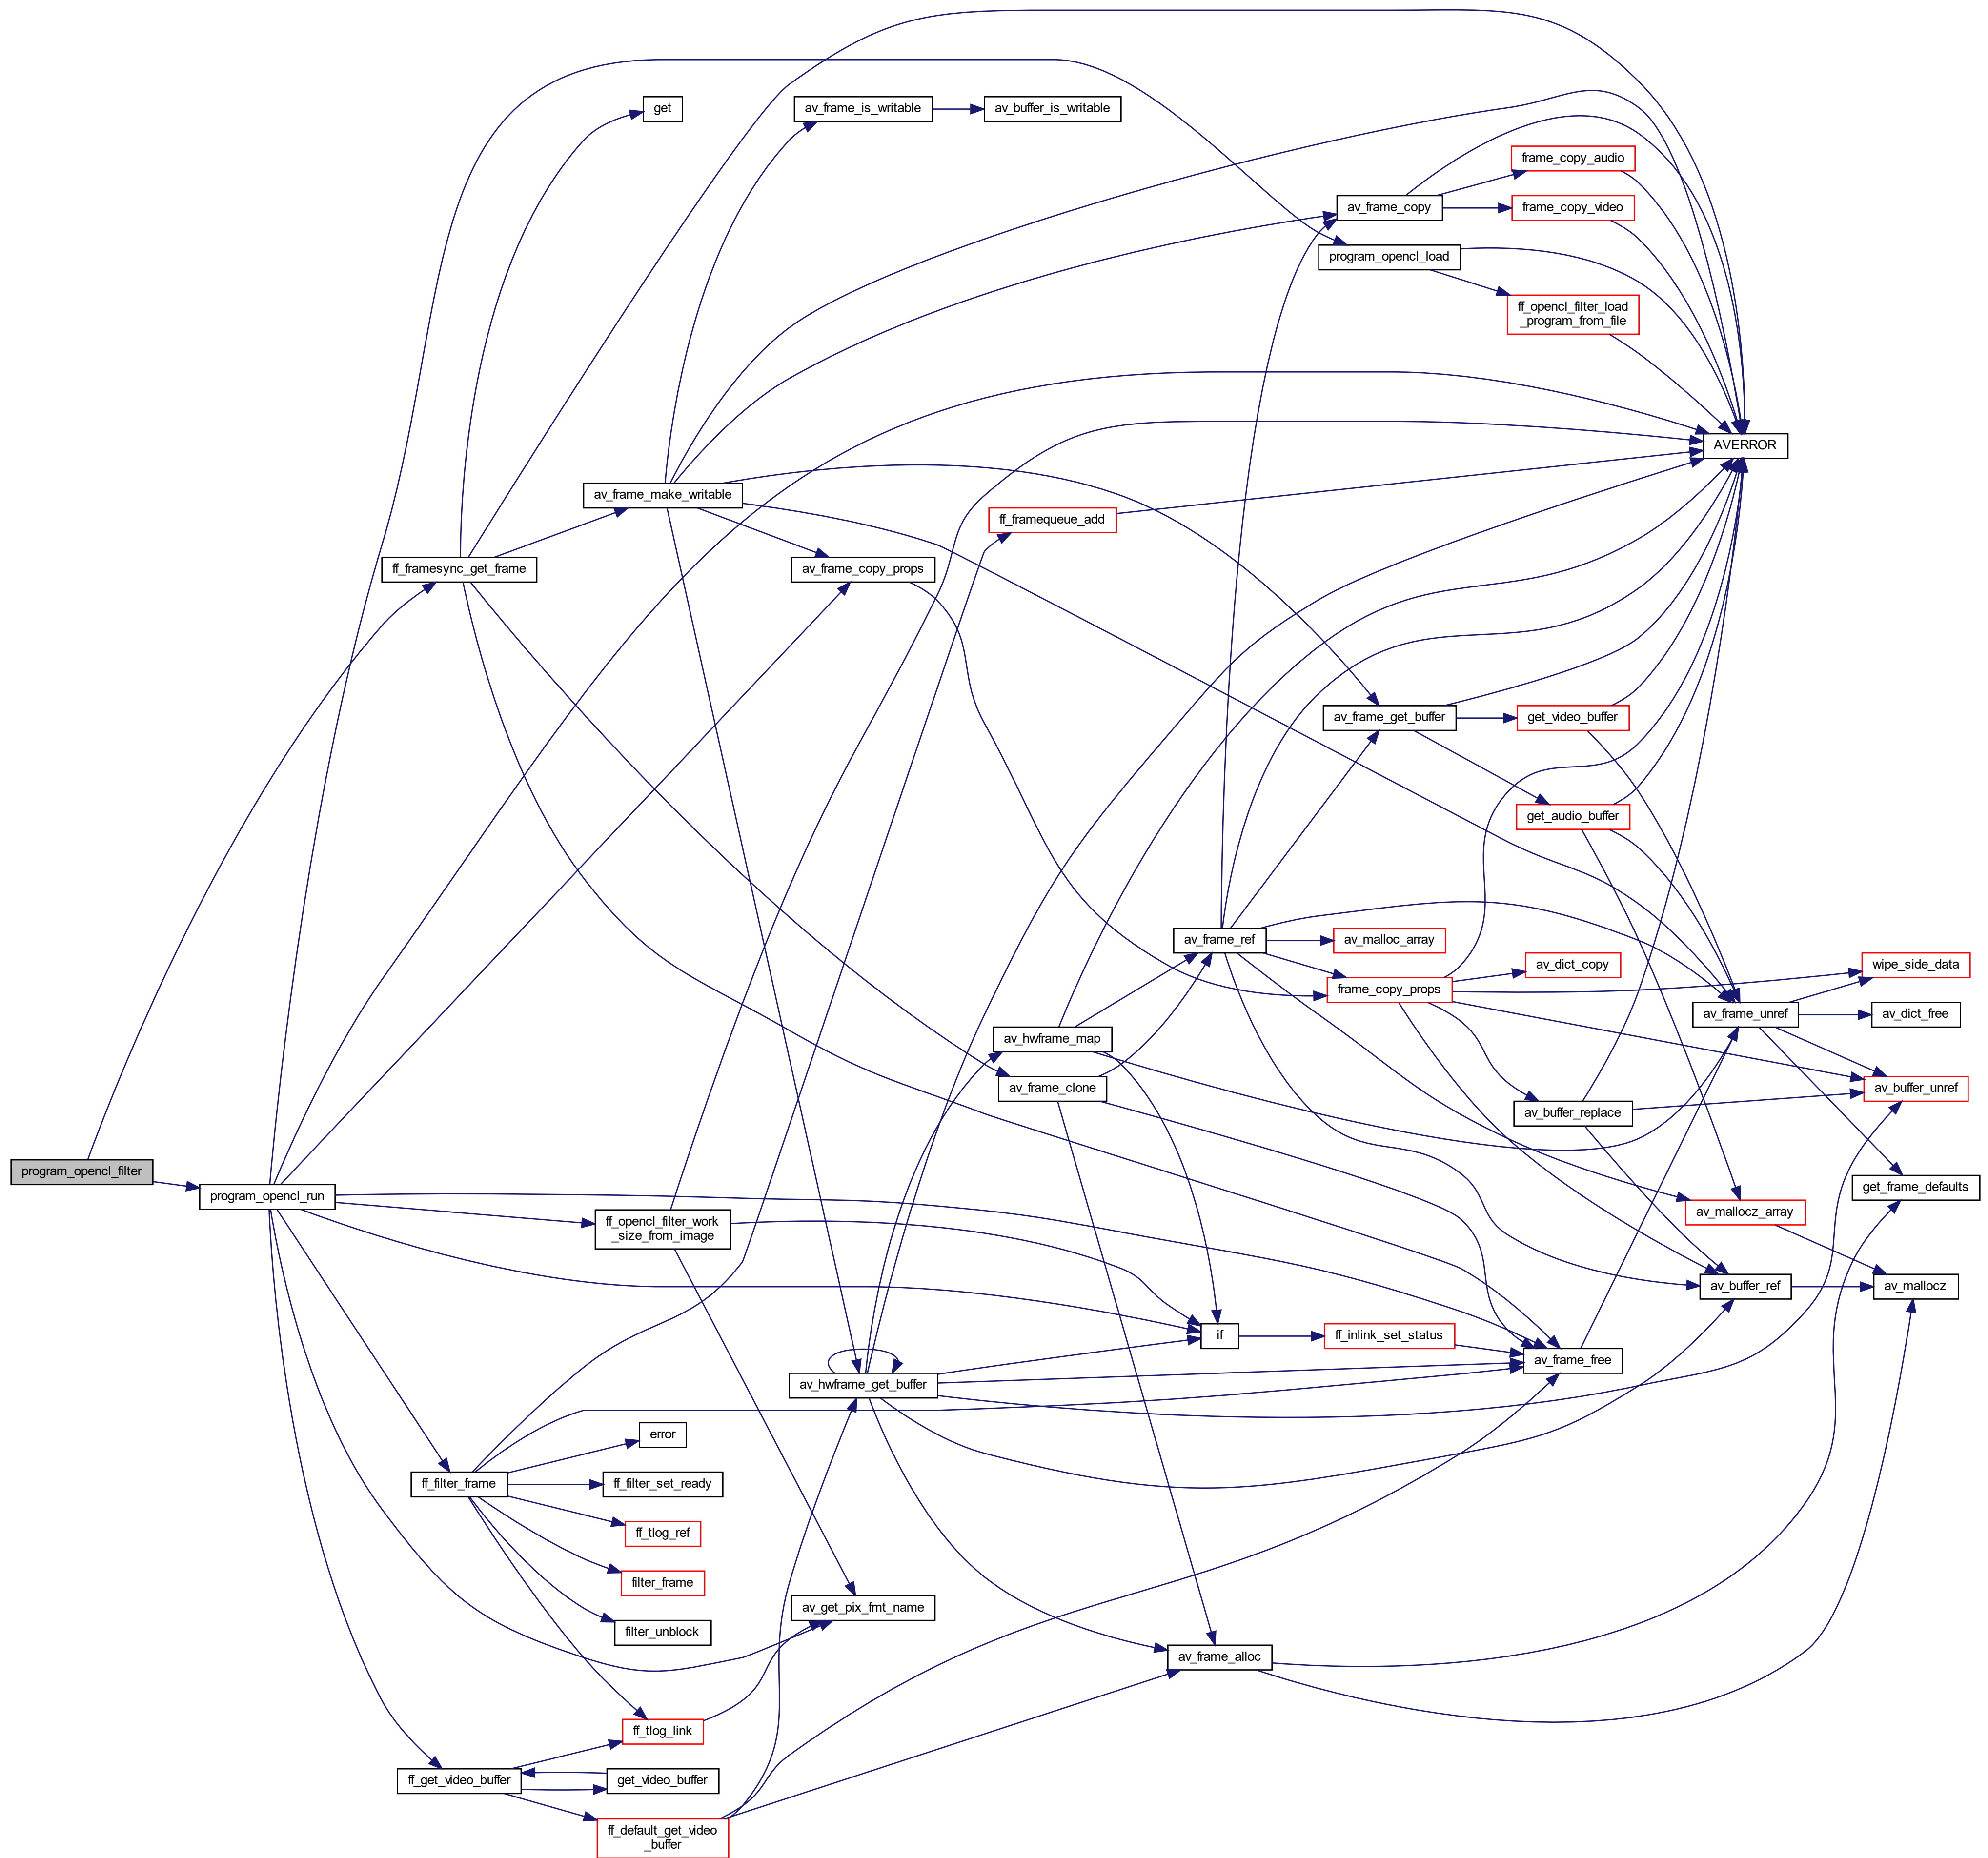 get
av_frame_is_writable
av_buffer_is_writable
frame_copy_audio
av_frame_copy
frame_copy_video
program_opencl_load
ff_opencl_filter_load
_program_from_file
AVERROR
av_frame_make_writable
ff_framequeue_add
ff_framesync_get_frame
av_frame_copy_props
av_frame_get_buffer
get_video_buffer
get_audio_buffer
av_frame_ref
av_malloc_array
av_dict_copy
wipe_side_data
frame_copy_props
av_frame_unref
av_dict_free
av_hwframe_map
av_frame_clone
av_buffer_unref
av_buffer_replace
program_opencl_filter
program_opencl_run
get_frame_defaults
av_mallocz_array
ff_opencl_filter_work
_size_from_image
av_buffer_ref
av_mallocz
if
ff_inlink_set_status
av_frame_free
av_hwframe_get_buffer
error
ff_filter_frame
ff_filter_set_ready
ff_tlog_ref
filter_frame
av_get_pix_fmt_name
filter_unblock
av_frame_alloc
ff_tlog_link
ff_get_video_buffer
get_video_buffer
ff_default_get_video
_buffer